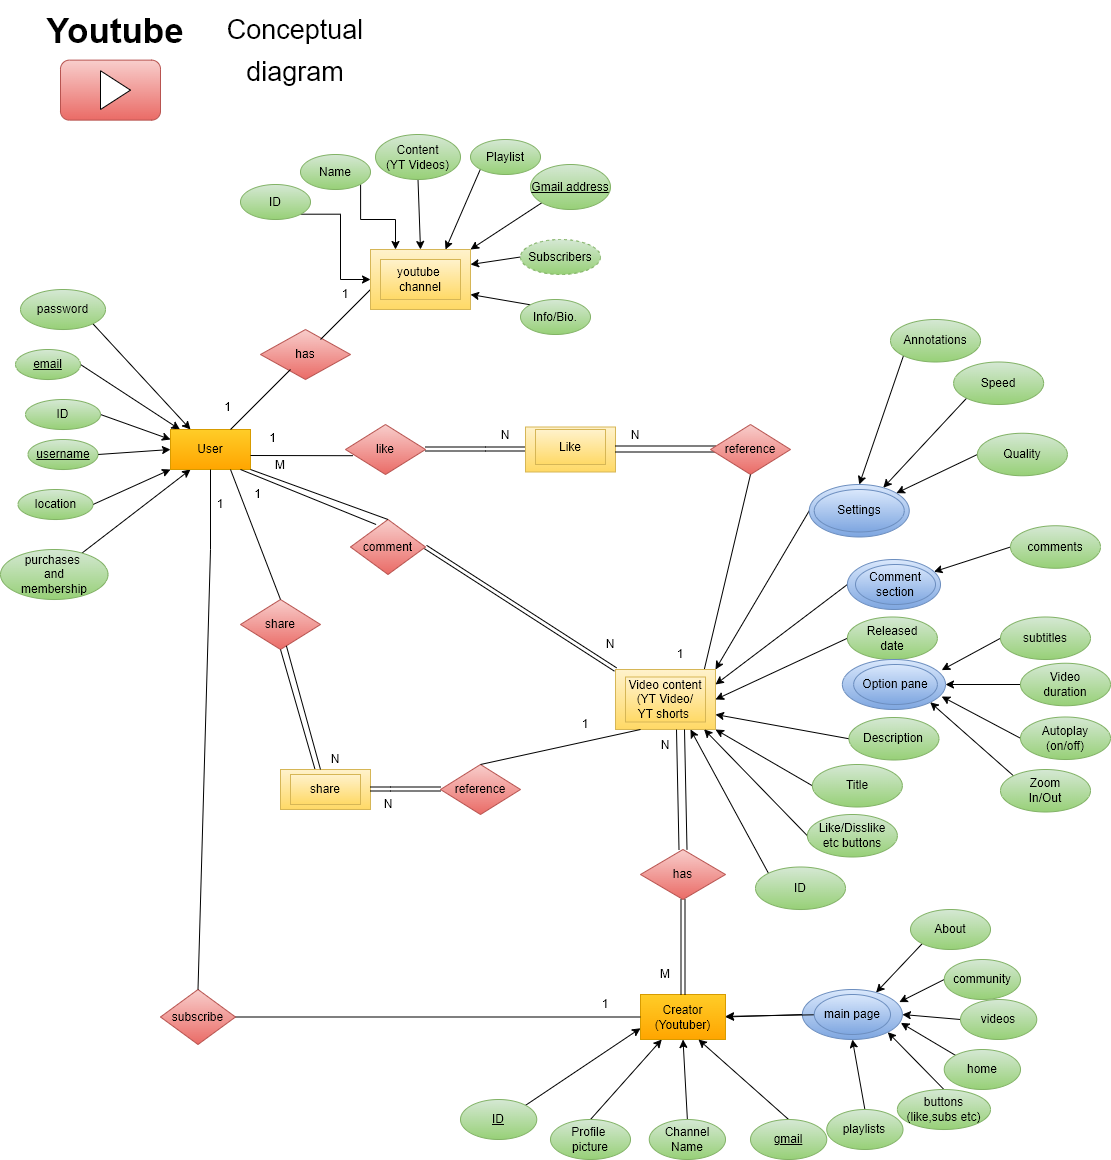 Youtube
Conceptual
diagram
Content
(YT Videos)
Playlist
Name
Gmail address
ID
Subscribers
youtube
channel
1
Info/Bio.
password
has
Annotations
email
Speed
1
ID
1
N
N
User
like
Like
reference
username
M
Quality
1
location
1
Settings
comment
comments
purchases
and
membership
Comment
section
share
Released
date
subtitles
N
1
Video content
(YT Video/
YT shorts
Option pane
Video
duration
1
N
Description
Autoplay
(on/off)
N
share
N
reference
Title
Zoom
In/Out
Like/Disslike
etc buttons
has
ID
About
M
community
1
Creator
(Youtuber)
main page
videos
subscribe
home
ID
buttons
(like,subs etc)
Profile
picture
Channel
Name
gmail
playlists